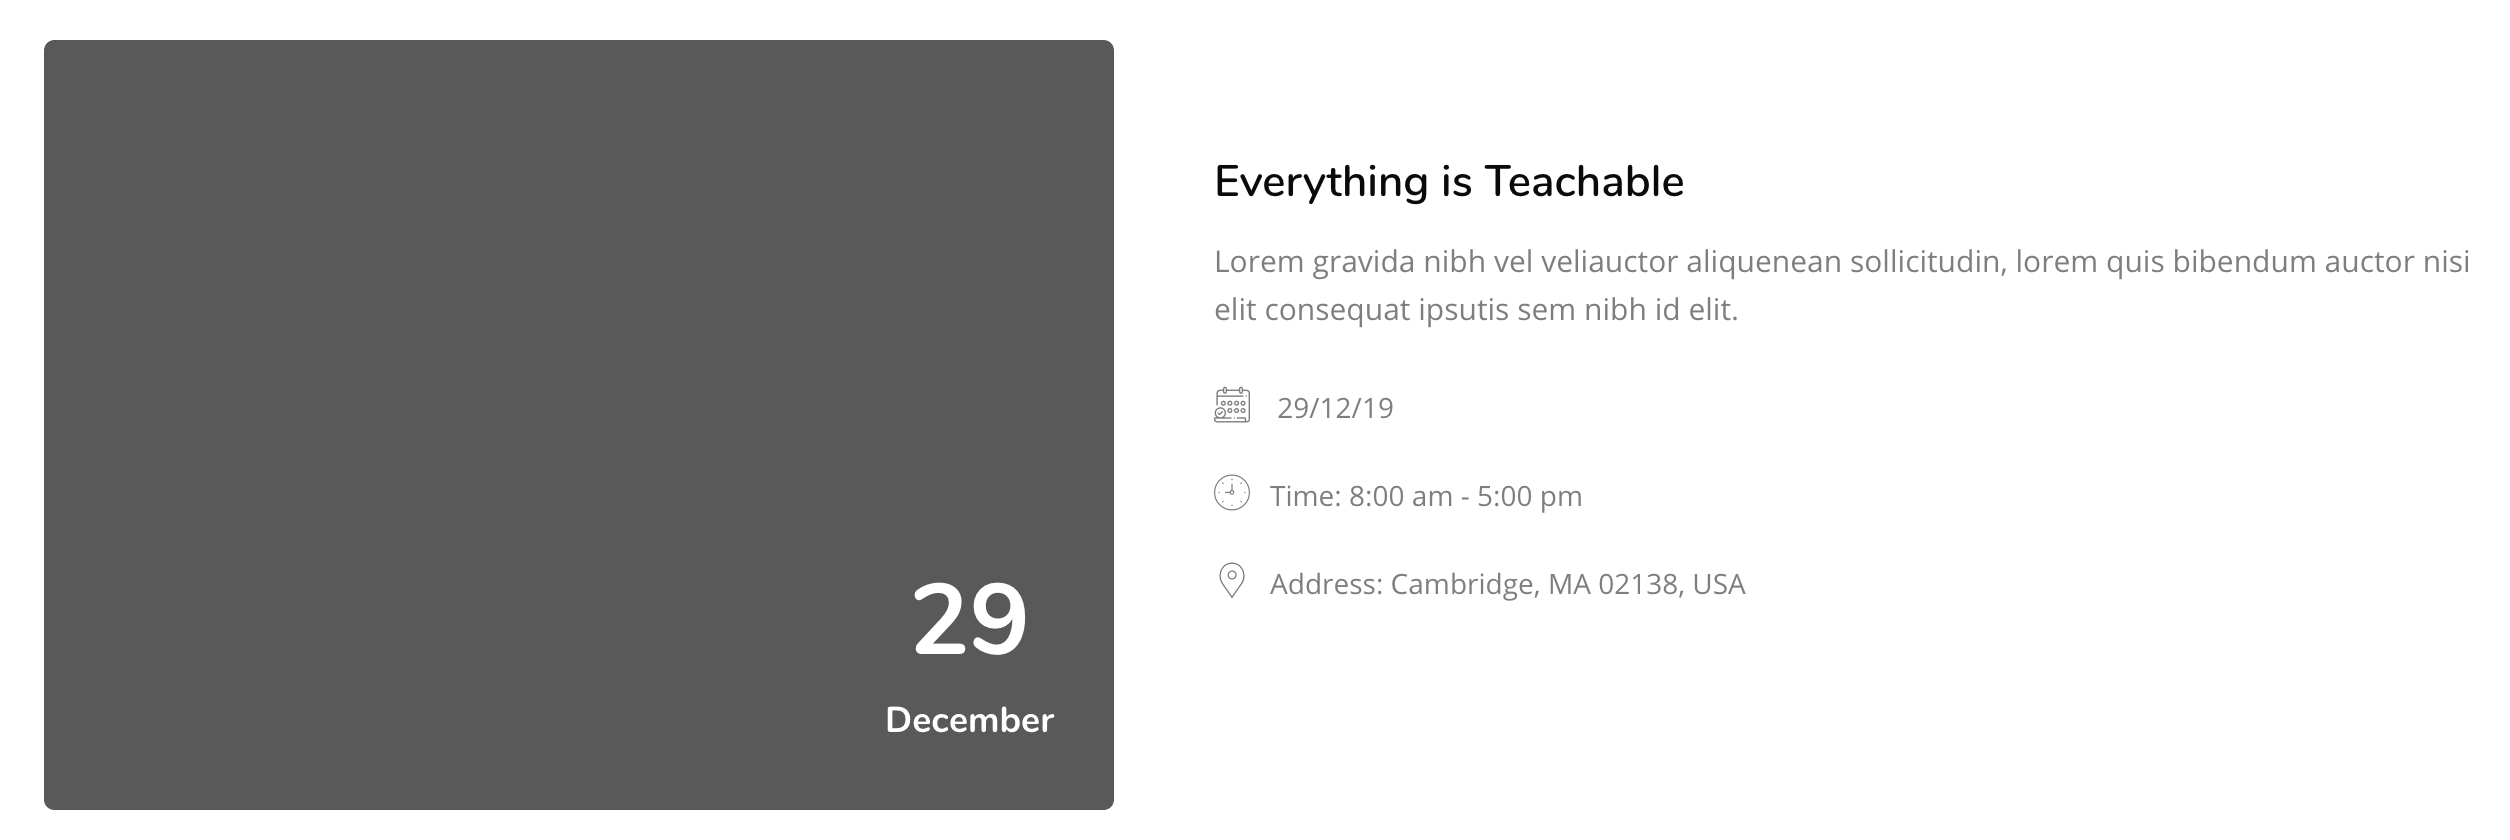 29
December
Everything is Teachable
Lorem gravida nibh vel veliauctor aliquenean sollicitudin, lorem quis bibendum auctor nisi
elit consequat ipsutis sem nibh id elit.
29/12/19
Time: 8:00 am - 5:00 pm
Address: Cambridge, MA 02138, USA